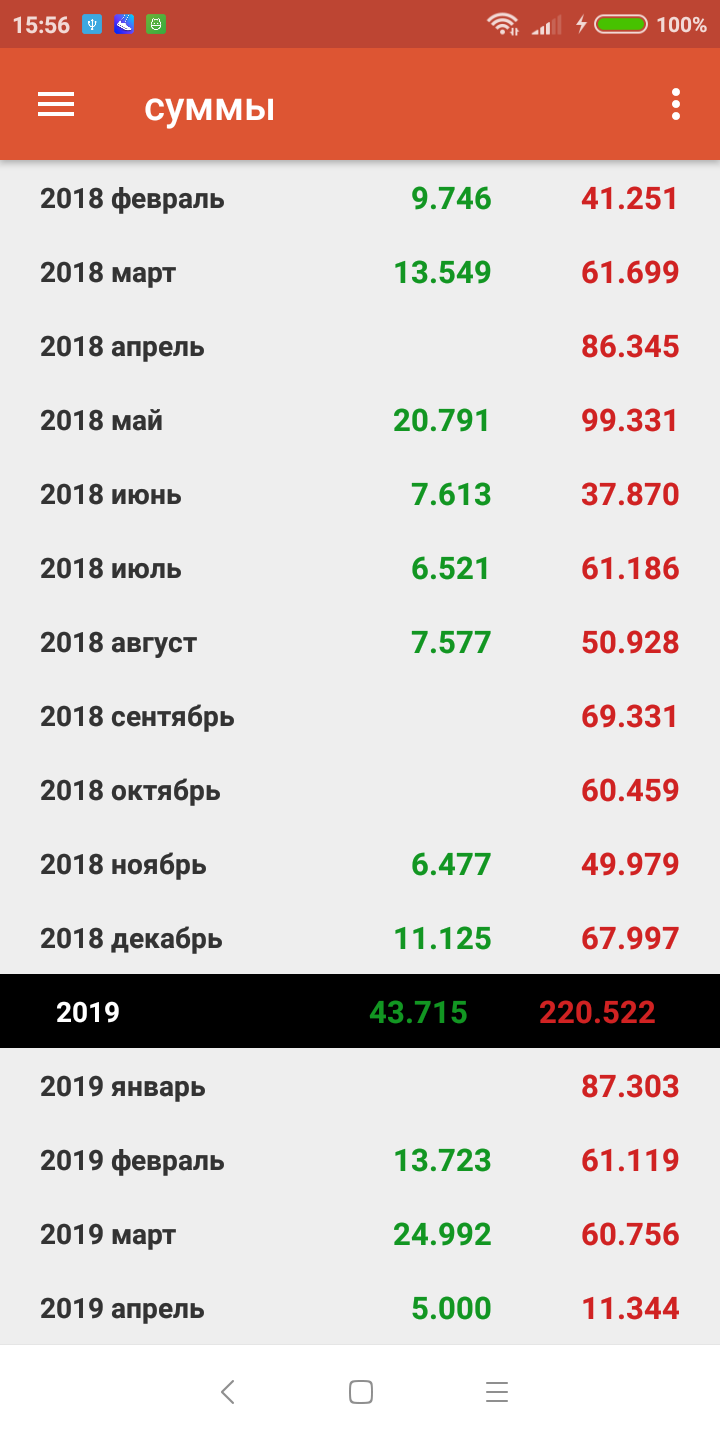 15:56 100%
суммы
2018 февраль 9.746 41.251
2018 март 13.549 61.699
2018 апрель 86.345
2018 май 20.791 99.331
2018 июнь 7.613 37.870
2018 июль 6.521 61.186
2018 август 7.577 50.928
2018 сентябрь 69.331
2018 октябрь 60.459
2018 ноябрь 6.477 49.979
2018 декабрь 11.125 67.997
2019 43.715 220.522
2019 январь 87.303
2019 февраль 13.723 61.119
2019 март 24.992 60.756
2019 апрель 5.000 11.344